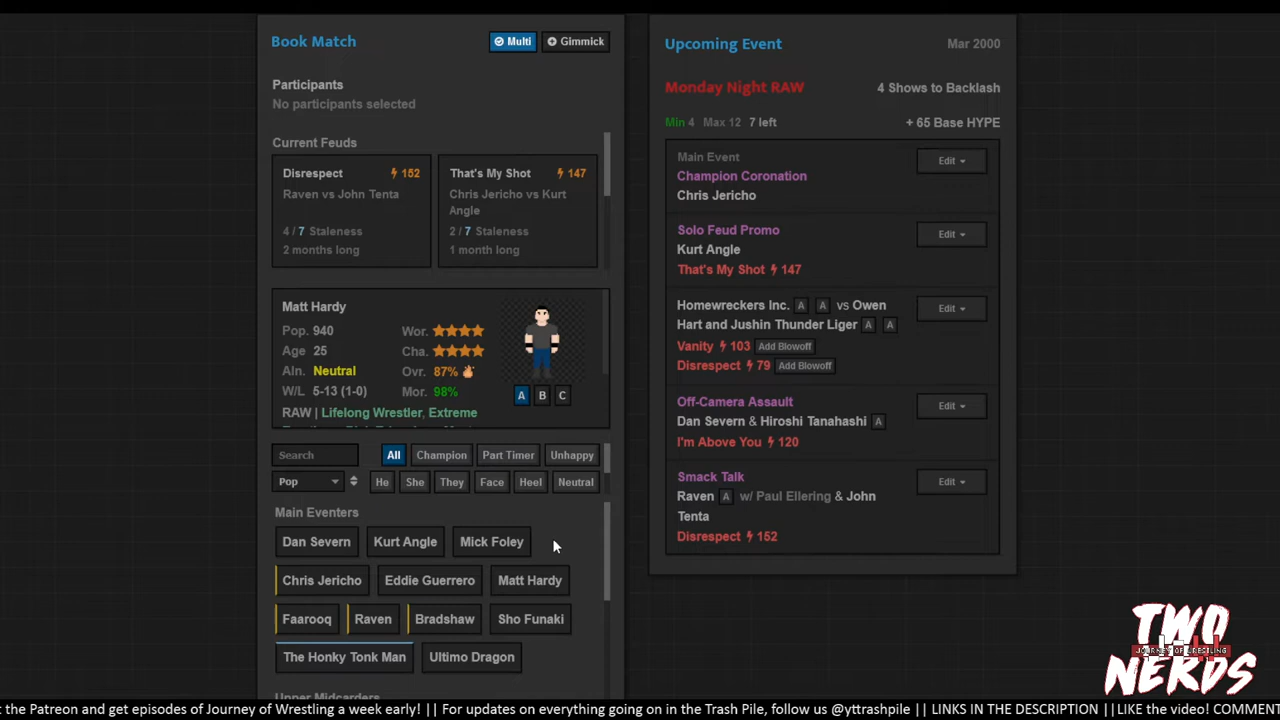 Book Match
Multi
Gimmick
Participants
No participants selected
Current Feuds
Disrespect 152
Raven vs John Tenta
4 / 7 Staleness
2 months long
That's My Shot 147
Chris Jericho vs Kurt
Angle
2 / 7 Staleness
1 month long
Matt Hardy
Pop. 940
Wor.
Age 25
Cha.
Aln. Neutral
Ovr. 87%
W/L 5-13 (1-0)
Mor. 98%
A B C
RAW | Lifelong Wrestler, Extreme
Search
All Champion Part Timer Unhappy
Pop
He She They Face Heel Neutral
Main Eventers
Dan Severn Kurt Angle Mick Foley
Chris Jericho Eddie Guerrero Matt Hardy
Faarooq Raven Bradshaw Sho Funaki
The Honky Tonk Man Ultimo Dragon
Upper Midcarders
Upcoming Event Mar 2000
Monday Night RAW 4 Shows to Backlash
Min 4 Max 12 7 left + 65 Base HYPE
Main Event Edit
Champion Coronation
Chris Jericho
Solo Feud Promo Edit
Kurt Angle
That's My Shot 147
Homewreckers Inc. A A vs Owen Edit
Hart and Jushin Thunder Liger A A
Vanity 103 Add Blowoff
Disrespect 79 Add Blowoff
Off-Camera Assault Edit
Dan Severn & Hiroshi Tanahashi A
I'm Above You 120
Smack Talk Edit
Raven A w/ Paul Ellering & John
Tenta
Disrespect 152
TWO
JOURNEY OF WRESTLING
NERDS
t the Patreon and get episodes of Journey of Wrestling a week early! || For updates on everything going on in the Trash Pile, follow us @yttrashpile || LINKS IN THE DESCRIPTION || LIKE the video! COMMENT